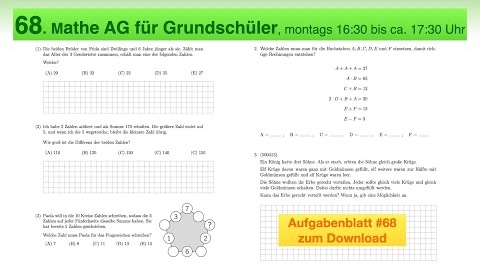 68. Mathe AG für Grundschüler, montags 16:30 bis ca. 17:30 Uhr
(1) Die beiden Brüder von Frida sind Zwillinge und 6 Jahre jünger als sie. Zählt man
das Alter der 3 Geschwister zusammen, erhält man eine der folgenden Zahlen.
Welche?
(A) 29 (B) 32 (C) 25 (D) 35 (E) 27
(2) Ich habe 2 Zahlen addiert und als Summe 170 erhalten. Die größere Zahl endet auf
5, und wenn ich die 5 wegstreiche, bleibt die kleinere Zahl übrig.
Wie groß ist die Differenz der beiden Zahlen?
(A) 110 (B) 120 (C) 130 (D) 140 (E) 150
(3) Paula will in die 10 Kreise Zahlen schreiben, sodass die 3
Zahlen auf jeder Fünfeckseite dieselbe Summe haben. Sie
hat bereits 5 Zahlen geschrieben.
Welche Zahl muss Paula für das Fragezeichen schreiben?
(A) 7 (B) 8 (C) 11 (D) 13 (E) 15
7
3
?
1
6
2. Welche Zahlen muss man für die Buchstaben A, B, C, D, E und F einsetzen, damit rich-
tige Rechnungen entstehen?
A + A + A = 27
A · B = 63
C + B = 13
2 · D + B + A = 20
E + F = 13
E − F = 3
A = , B = , C = , D = , E = , F =
3. (500413)
Ein König hatte drei Söhne. Als er starb, erbten die Söhne gleich große Krüge.
Elf Krüge davon waren ganz mit Goldmünzen gefüllt, elf weitere waren zur Hälfte mit
Goldmünzen gefüllt und elf Krüge waren leer.
Die Söhne wollten ihr Erbe gerecht verteilen. Jeder sollte gleich viele Krüge und gleich
viele Goldmünzen erhalten. Dabei durfte nichts umgefüllt werden.
Kann das Erbe gerecht verteilt werden? Wenn ja, gib eine Möglichkeit an.
Aufgabenblatt #68
zum Download